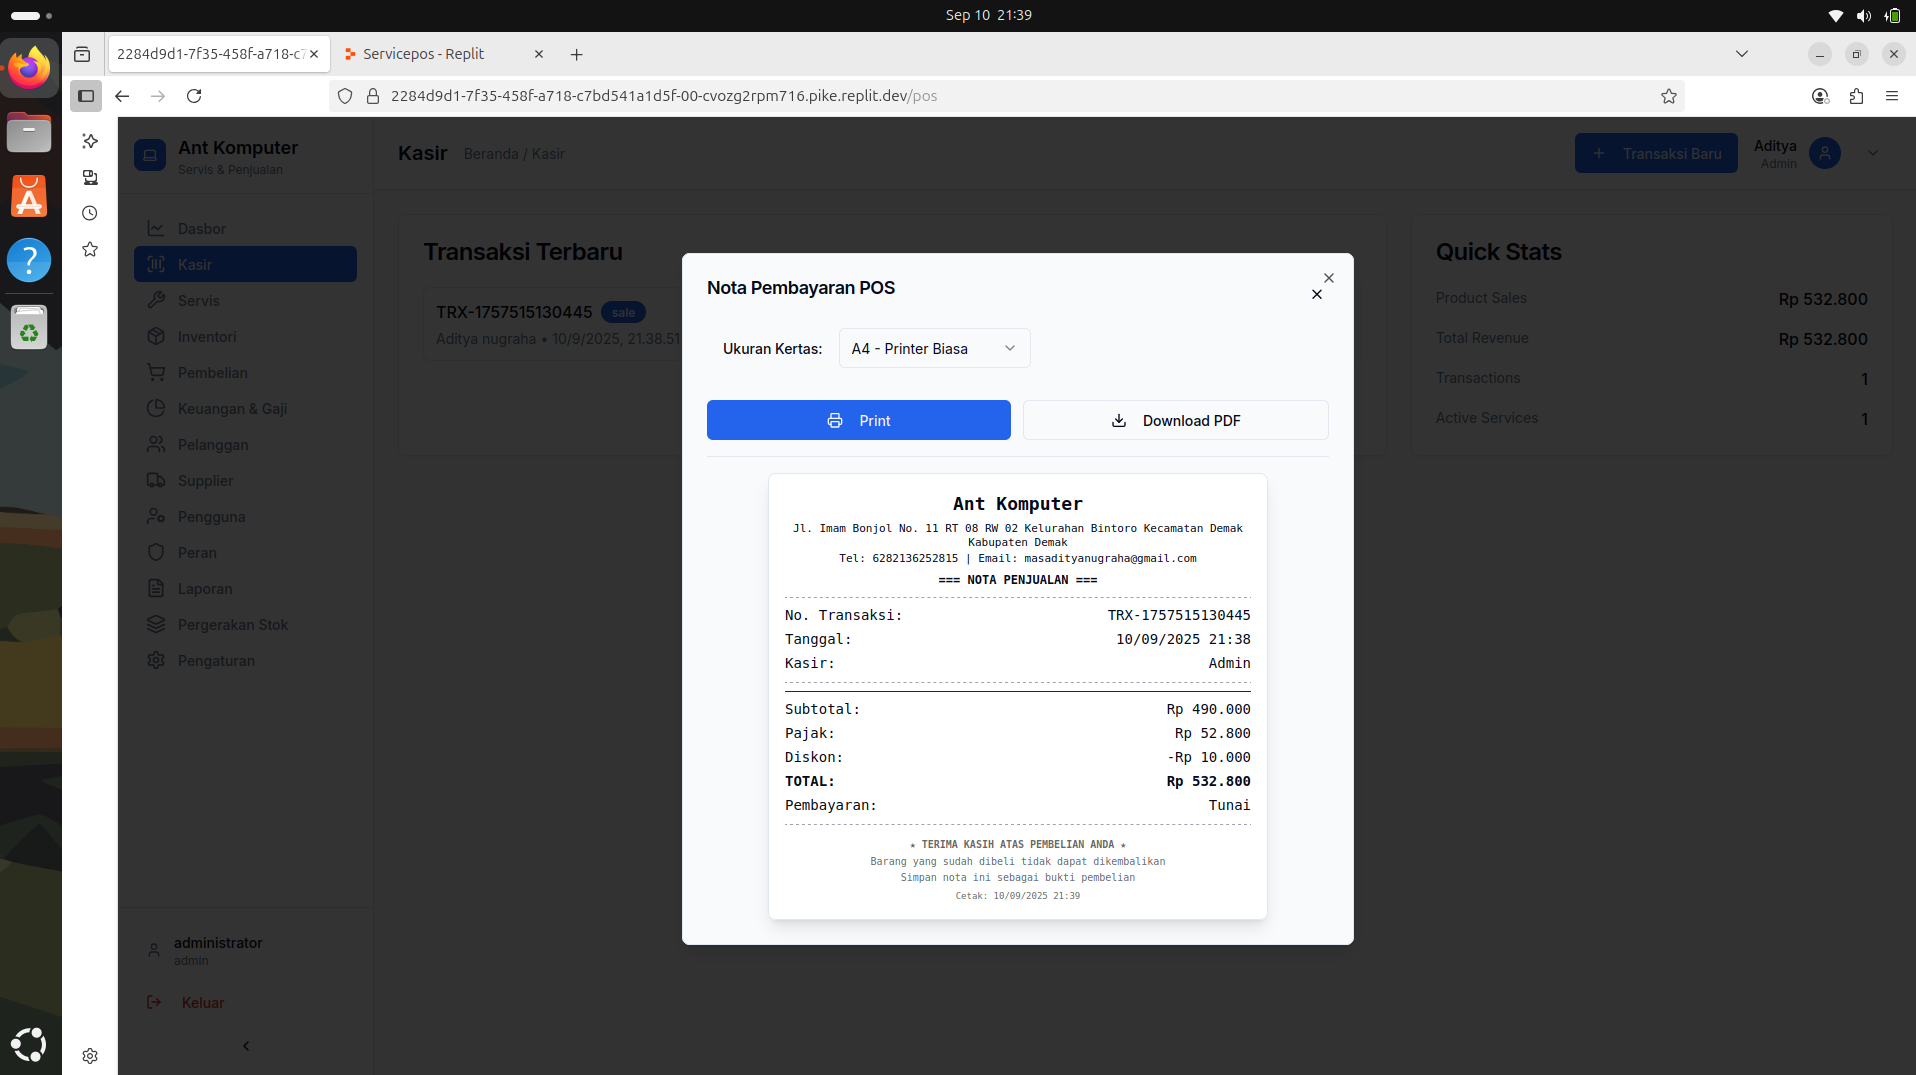 Sep 10 21:39
2284d9d1-7f35-458f-a718-c7
Servicepos - Replit
2284d9d1-7f35-458f-a718-c7bd541a1d5f-00-cvozg2rpm716.pike.replit.dev/pos
Ant Komputer
Servis & Penjualan
Kasir
Beranda / Kasir
Transaksi Baru
Aditya
Admin
Dasbor
Kasir
Servis
Inventori
Pembelian
Keuangan & Gaji
Pelanggan
Supplier
Pengguna
Peran
Laporan
Pergerakan Stok
Pengaturan
administrator
admin
Keluar
Transaksi Terbaru
TRX-1757515130445 sale
Aditya nugraha • 10/9/2025, 21.38.51
Quick Stats
Product Sales Rp 532.800
Total Revenue Rp 532.800
Transactions 1
Active Services 1
Nota Pembayaran POS
Ukuran Kertas: A4 - Printer Biasa
Print
Download PDF
Ant Komputer
Jl. Imam Bonjol No. 11 RT 08 RW 02 Kelurahan Bintoro Kecamatan Demak
Kabupaten Demak
Tel: 6282136252815 | Email: masadityanugraha@gmail.com
=== NOTA PENJUALAN ===
No. Transaksi: TRX-1757515130445
Tanggal: 10/09/2025 21:38
Kasir: Admin
Subtotal: Rp 490.000
Pajak: Rp 52.800
Diskon: -Rp 10.000
TOTAL: Rp 532.800
Pembayaran: Tunai
★ TERIMA KASIH ATAS PEMBELIAN ANDA ★
Barang yang sudah dibeli tidak dapat dikembalikan
Simpan nota ini sebagai bukti pembelian
Cetak: 10/09/2025 21:39